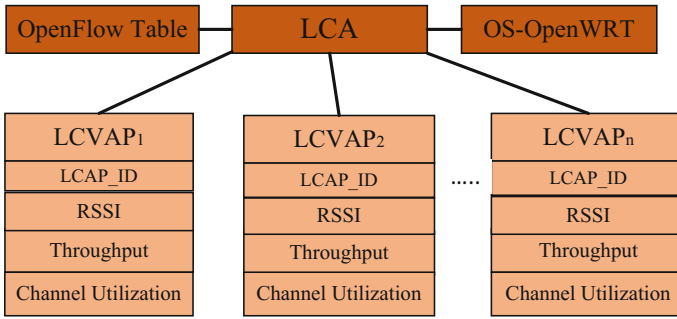 OpenFlow Table
LCA
OS-OpenWRT
LCVAP1
LCAP_ID
RSSI
Throughput
Channel Utilization
LCVAP2
LCAP_ID
RSSI
Throughput
Channel Utilization
.....
LCVAPn
LCAP_ID
RSSI
Throughput
Channel Utilization